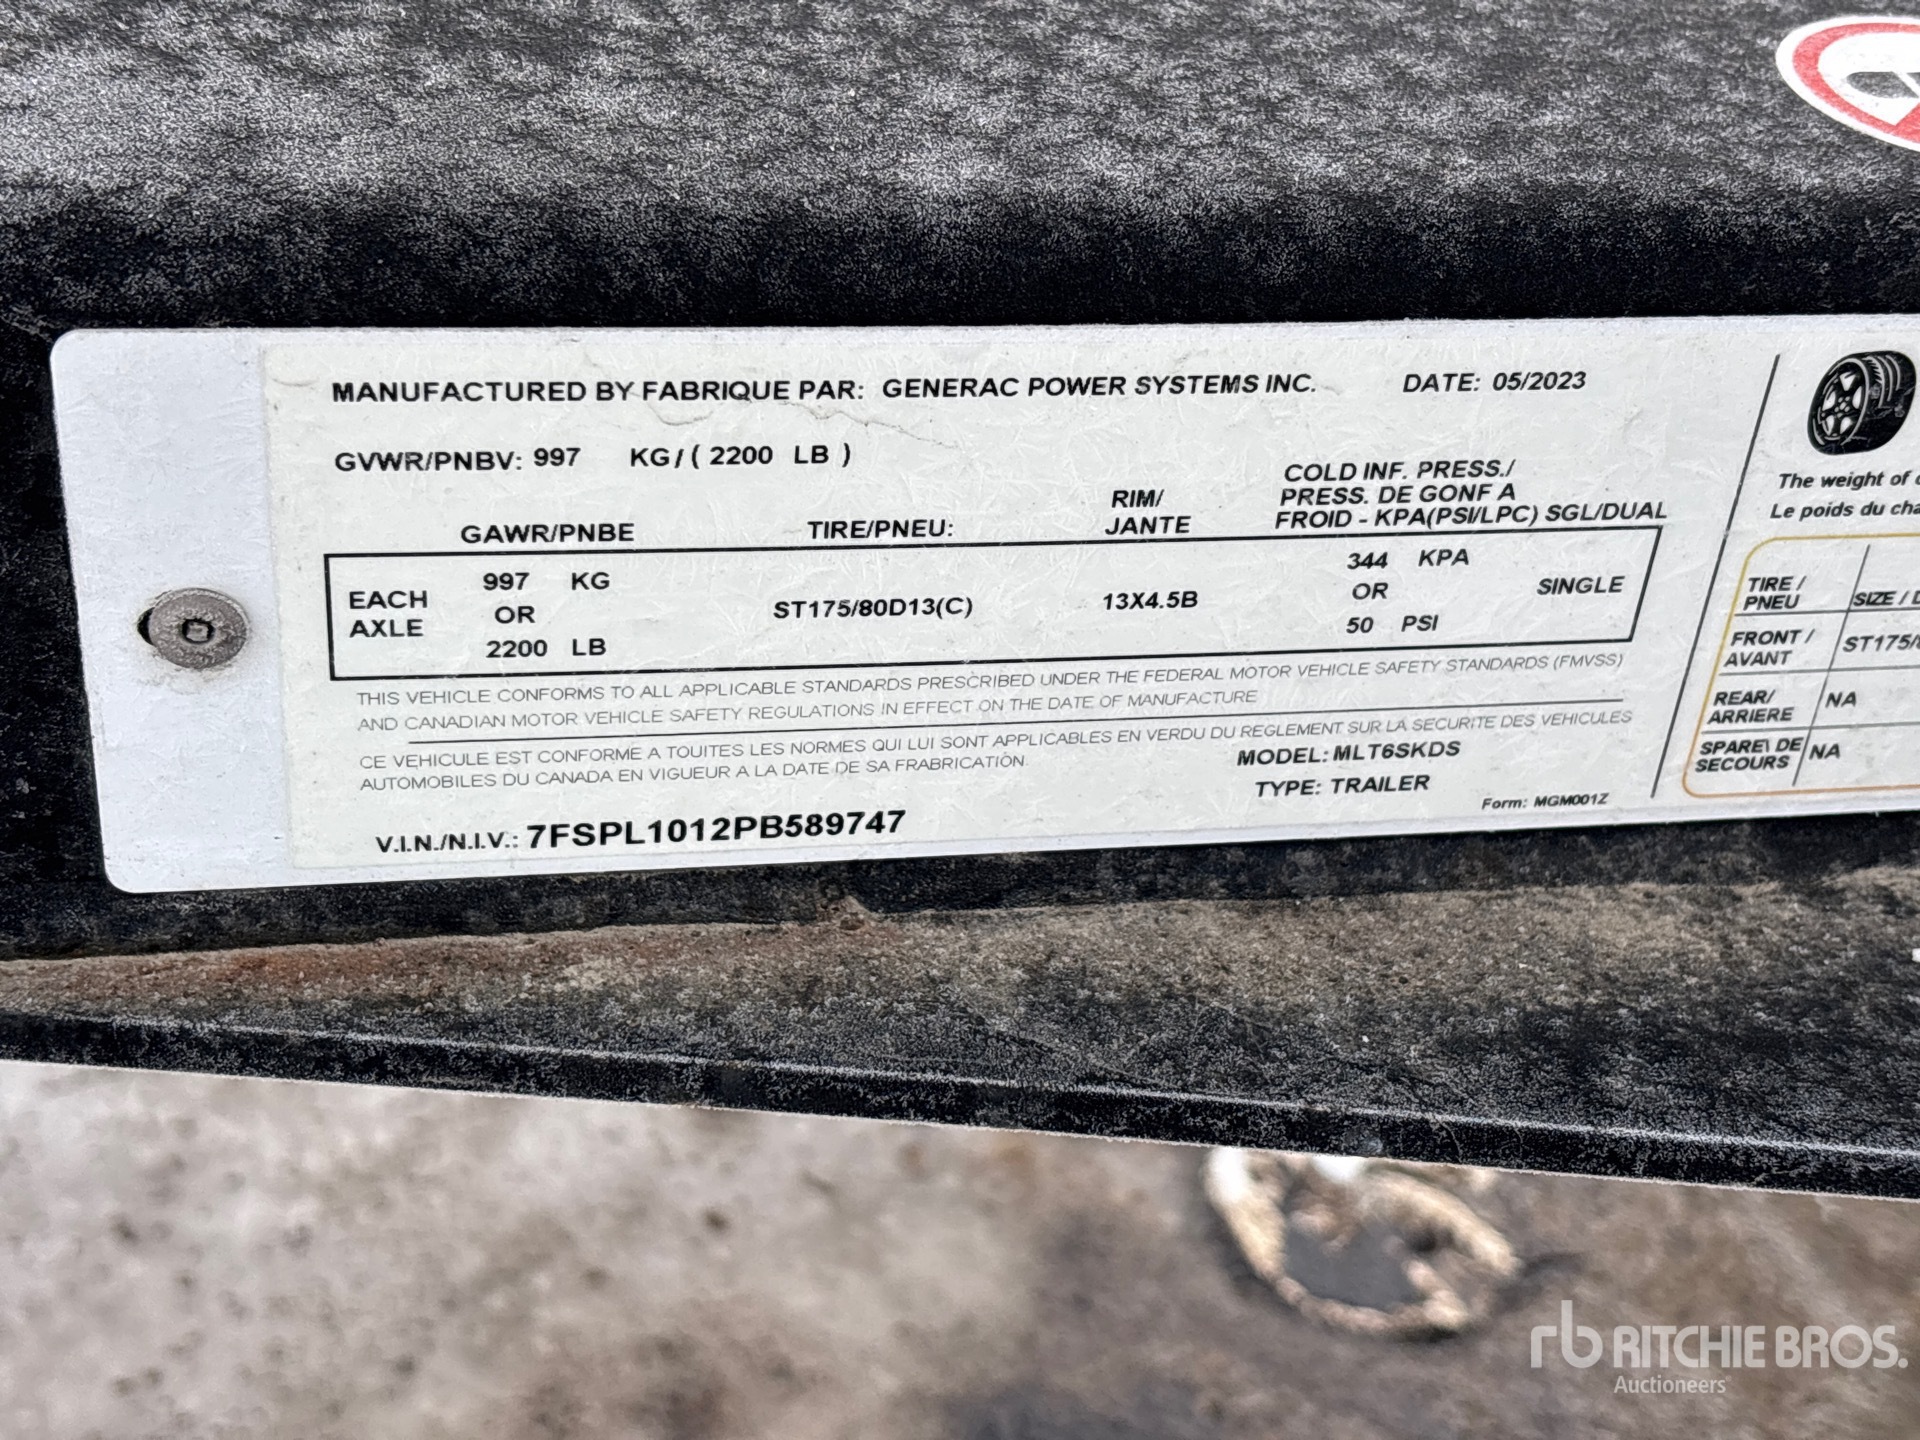 MANUFACTURED BY FABRIQUE PAR: GENERAC POWER SYSTEMS INC. DATE: 05/2023
GVWR/PNBV: 997 KG/( 2200 LB )
GAWR/PNBE
TIRE/PNEU:
RIM/
JANTE
COLD INF. PRESS./
PRESS. DE GONF A
FROID - KPA(PSI/LPC) SGL/DUAL
EACH
AXLE
997 KG
OR
2200 LB
ST175/80D13(C)
13X4.5B
344 KPA
OR
50 PSI
SINGLE
THIS VEHICLE CONFORMS TO ALL APPLICABLE STANDARDS PRESCRIBED UNDER THE FEDERAL MOTOR VEHICLE SAFETY STANDARDS (FMVSS)
AND CANADIAN MOTOR VEHICLE SAFETY REGULATIONS IN EFFECT ON THE DATE OF MANUFACTURE
CE VEHICULE EST CONFORME A TOUITES LES NORMES QUI LUI SONT APPLICABLES EN VERDU DU REGLEMENT SUR LA SECURITE DES VEHICULES
AUTOMOBILES DU CANADA EN VIGUEUR A LA DATE DE SA FRABRICATION.
MODEL: MLT6SKDS
TYPE: TRAILER
V.I.N./N.I.V.: 7FSPL1012PB589747
Form: MGM001Z
The weight of
Le poids du cha
TIRE /
PNEU
SIZE / D
FRONT /
AVANT
ST175/
REAR/
ARRIERE
NA
SPARE\ DE
SECOURS
NA
rb RITCHIE BROS.
Auctioneers